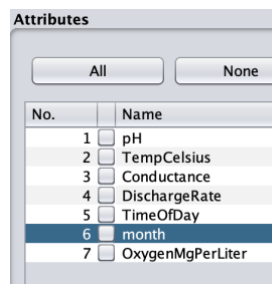 Attributes
All None
No. Name
1 pH
2 TempCelsius
3 Conductance
4 DischargeRate
5 TimeOfDay
6 month
7 OxygenMgPerLiter